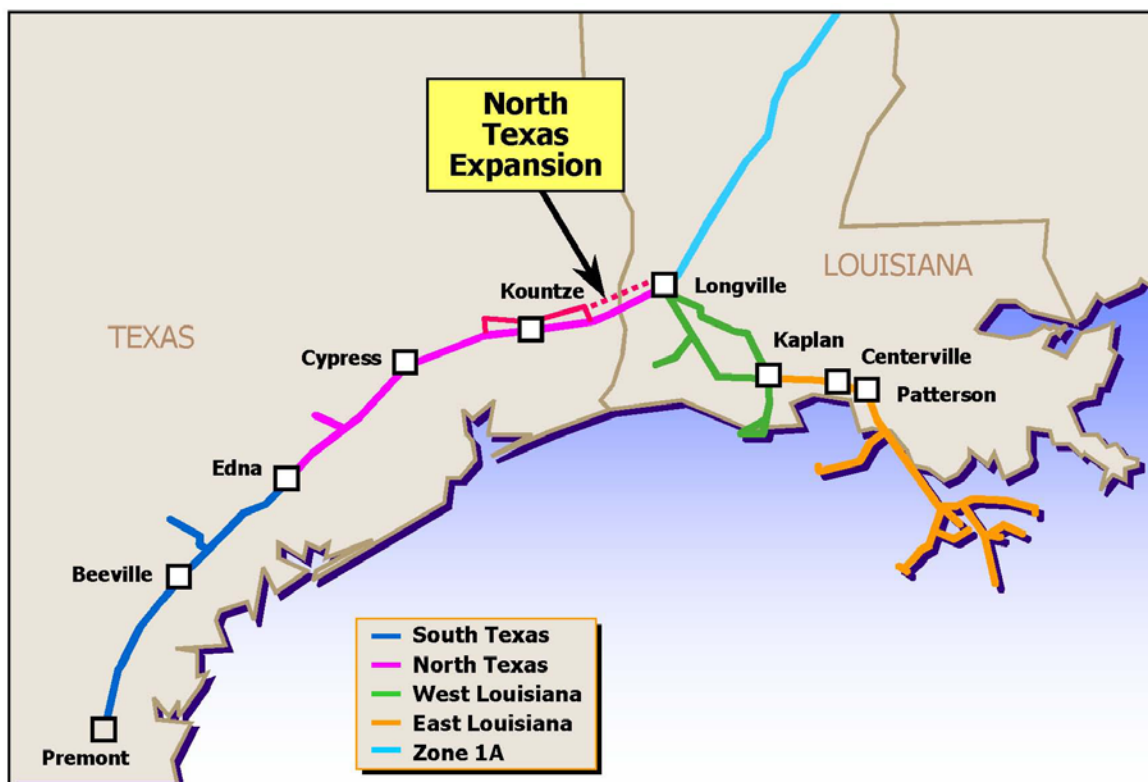 North
Texas
Expansion
LOUISIANA
Kountze
Longville
TEXAS
Cypress
Kaplan
Centerville
Patterson
Edna
Beeville
Premont
South Texas
North Texas
West Louisiana
East Louisiana
Zone 1A